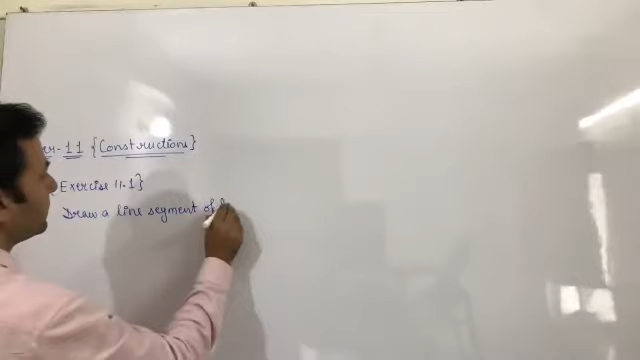 er-11 {Constructions}
Exercise 11.1}
Draw a line segment of